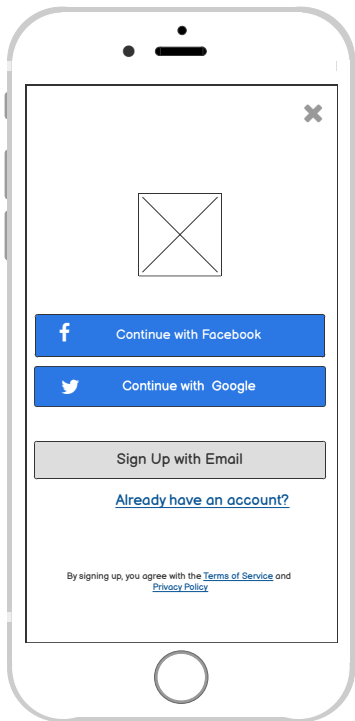 Continue with Facebook
Continue with Google
Sign Up with Email
Already have an account?
By signing up, you agree with the Terms of Service and
Privacy Policy